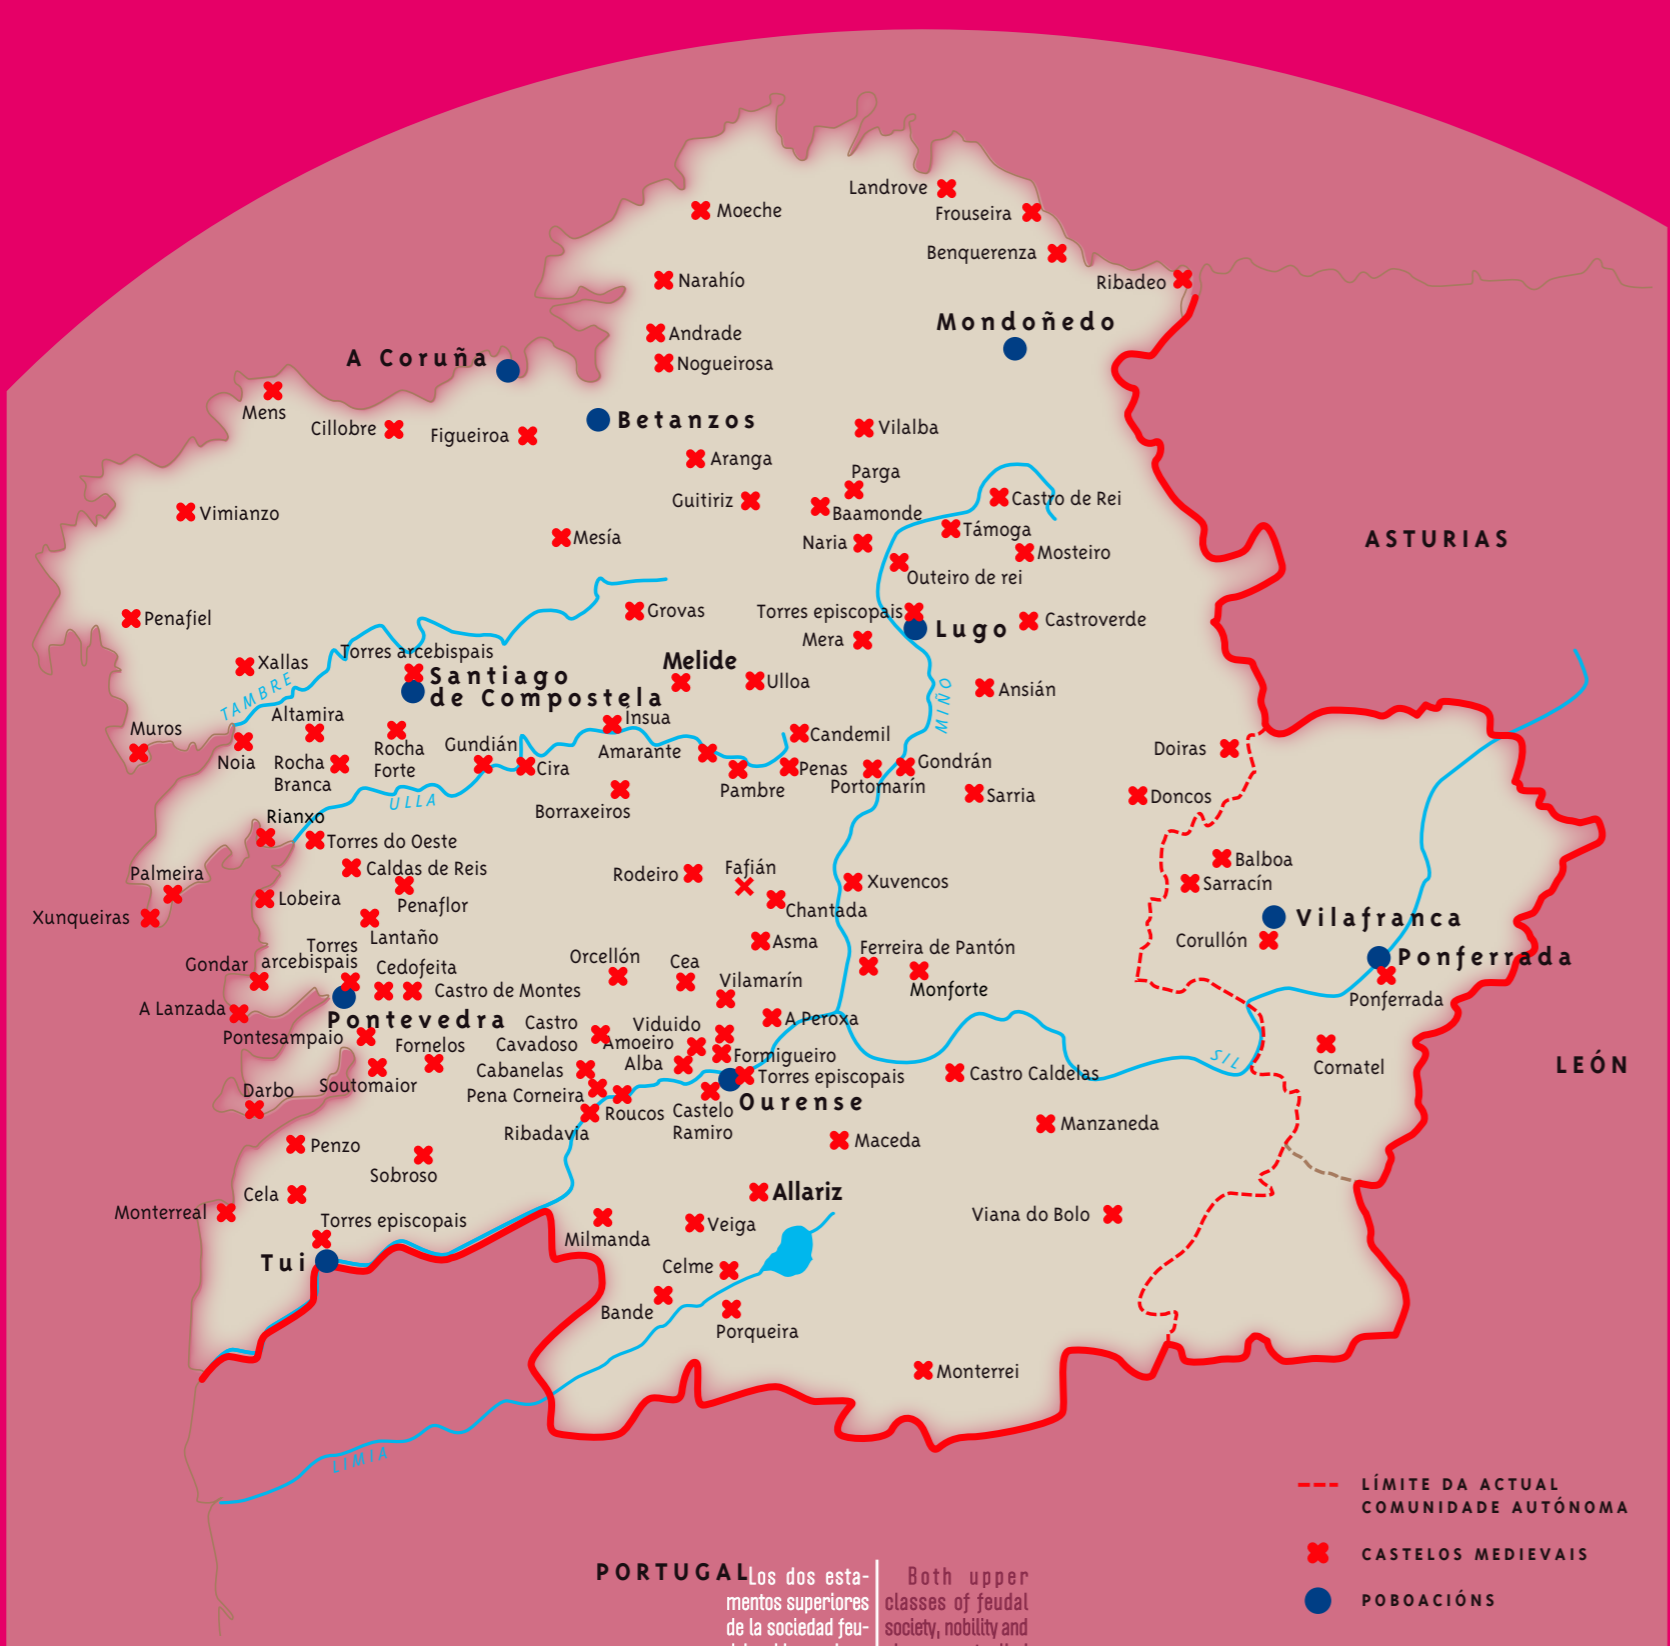 Landrove
Moeche
Frouseira
Benquerenza
Narahío
Ribadeo
Mondoñedo
Andrade
A Coruña
Nogueirosa
Mens
Cillobre
Figueiroa
Betanzos
Vilalba
Aranga
Parga
Guitiriz
Castro de Rei
Vimianzo
Baamonde
Támoga
Mesía
Naria
Mosteiro
ASTURIAS
Outeiro de rei
Penafiel
Grovas
Torres episcopais
Castroverde
Lugo
Mera
Torres arcebispais
Xallas
Melide
Santiago
de Compostela
Ulloa
Ansián
TAMBRE
MIÑO
Altamira
Ínsua
Muros
Candemil
Noia
Rocha
Branca
Rocha
Forte
Gundián
Cira
Amarante
Penas
Gondrán
Doiras
Pambre
Portomarín
Sarria
Doncos
ULLA
Borraxeiros
Rianxo
Torres do Oeste
Balboa
Caldas de Reis
Palmeira
Rodeiro
Fafián
Xuvencos
Sarracín
Lobeira
Penaflor
Chantada
Xunqueiras
Vilafranca
Lantaño
Asma
Corullón
Torres
arcebispais
Ferreira de Pantón
Orcellón
Cea
Ponferrada
Gondar
Cedofeita
Vilamarín
Monforte
Ponferrada
Castro de Montes
A Lanzada
Pontevedra
A Peroxa
Castro
Cavadoso
Viduido
Pontesampaio
Fornelos
Amoeiro
Formigueiro
SIL
Alba
Cornatel
LEÓN
Cabanelas
Torres episcopais
Castro Caldelas
Soutomaior
Darbo
Pena Corneira
Ourense
Roucos
Castelo
Ramiro
Ribadavia
Manzaneda
Penzo
Maceda
Sobroso
Cela
Allariz
Monterreal
Torres episcopais
Viana do Bolo
Veiga
Milmanda
Tui
Celme
Bande
Porqueira
Monterrei
LIMIA
LÍMITE DA ACTUAL
COMUNIDADE AUTÓNOMA
CASTELOS MEDIEVAIS
POBOACIÓNS
PORTUGAL
Los dos esta-
mentos superiores
de la sociedad feu-
Both upper
classes of feudal
society, nobility and